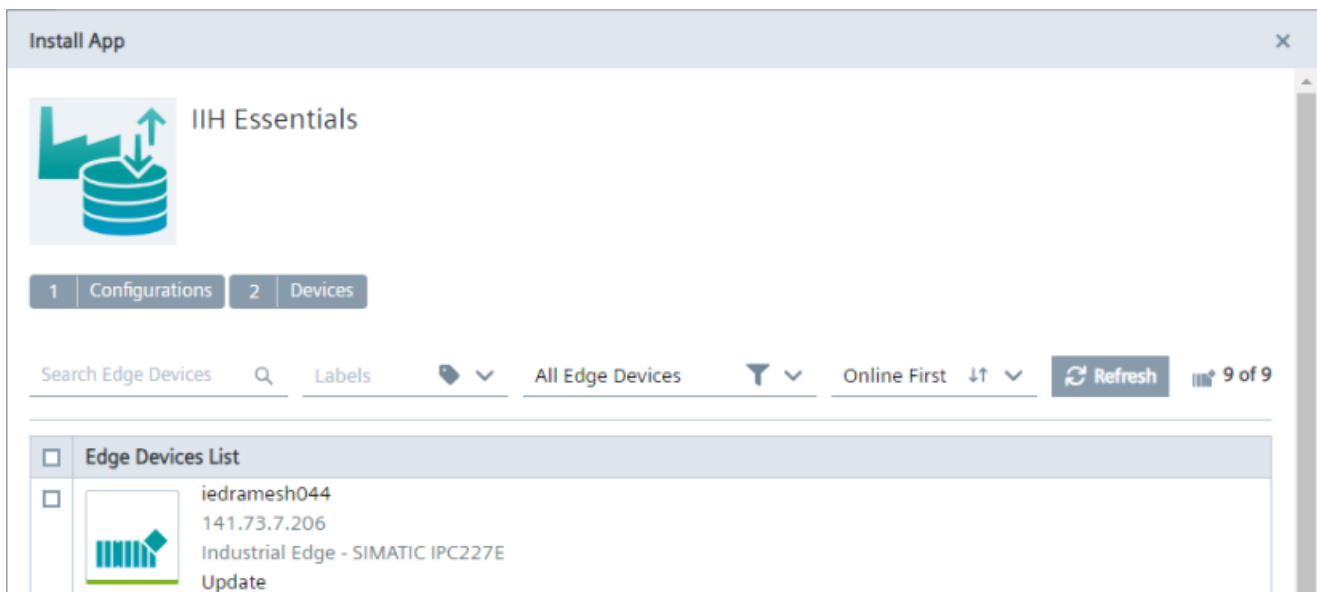 Install App
IIH Essentials
1 Configurations 2 Devices
Search Edge Devices Labels All Edge Devices Online First Refresh 9 of 9
Edge Devices List
iedramesh044
141.73.7.206
Industrial Edge - SIMATIC IPC227E
Update